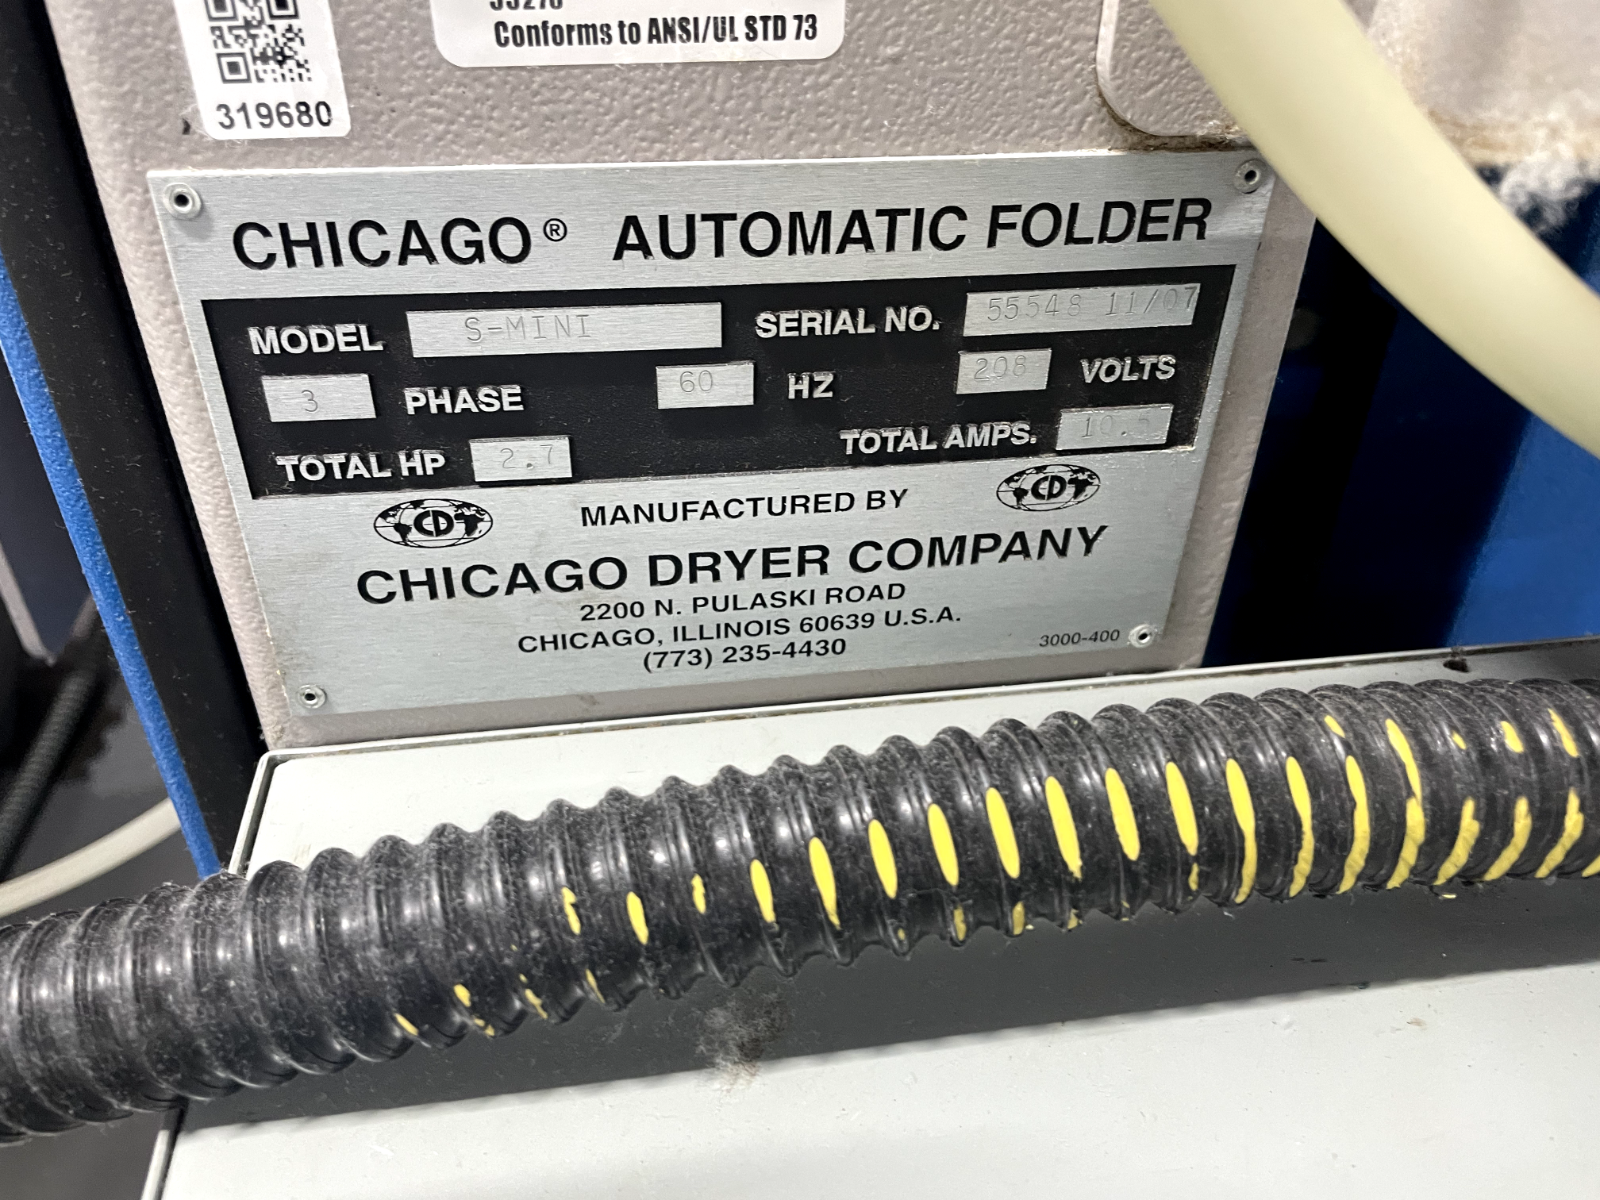 Conforms to ANSI/UL STD 73
319680
CHICAGO® AUTOMATIC FOLDER
MODEL S-MINI SERIAL NO. 55548 11/07
3 PHASE 60 HZ 208 VOLTS
TOTAL HP 2.7 TOTAL AMPS. 10.5
CD CD
MANUFACTURED BY
CHICAGO DRYER COMPANY
2200 N. PULASKI ROAD
CHICAGO, ILLINOIS 60639 U.S.A.
(773) 235-4430
3000-400